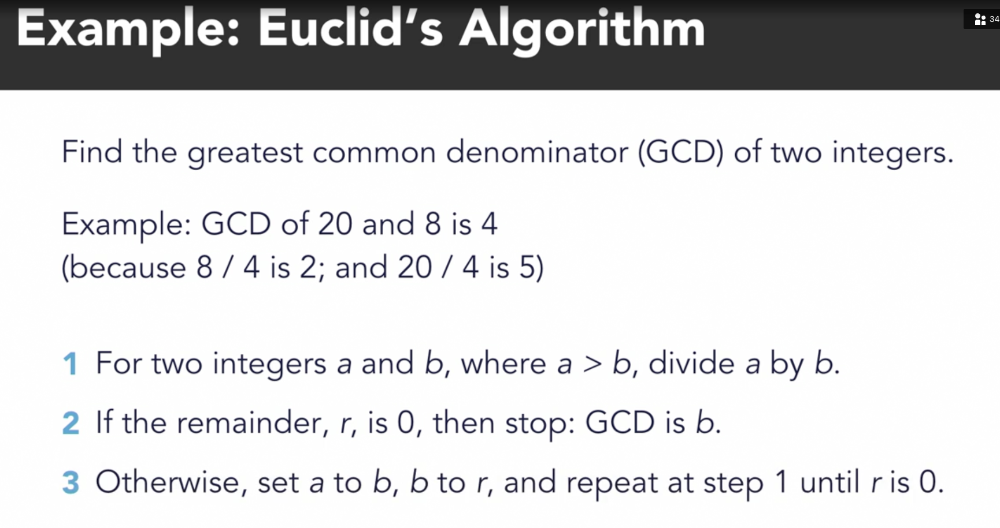 Example: Euclid’s Algorithm
34
Find the greatest common denominator (GCD) of two integers.
Example: GCD of 20 and 8 is 4
(because 8 / 4 is 2; and 20 / 4 is 5)
1 For two integers a and b, where a > b, divide a by b.
2 If the remainder, r, is 0, then stop: GCD is b.
3 Otherwise, set a to b, b to r, and repeat at step 1 until r is 0.